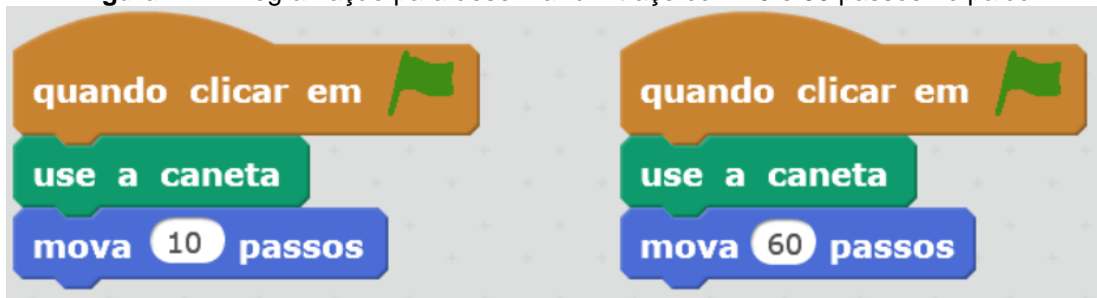 quando clicar em
use a caneta
mova 10 passos
quando clicar em
use a caneta
mova 60 passos